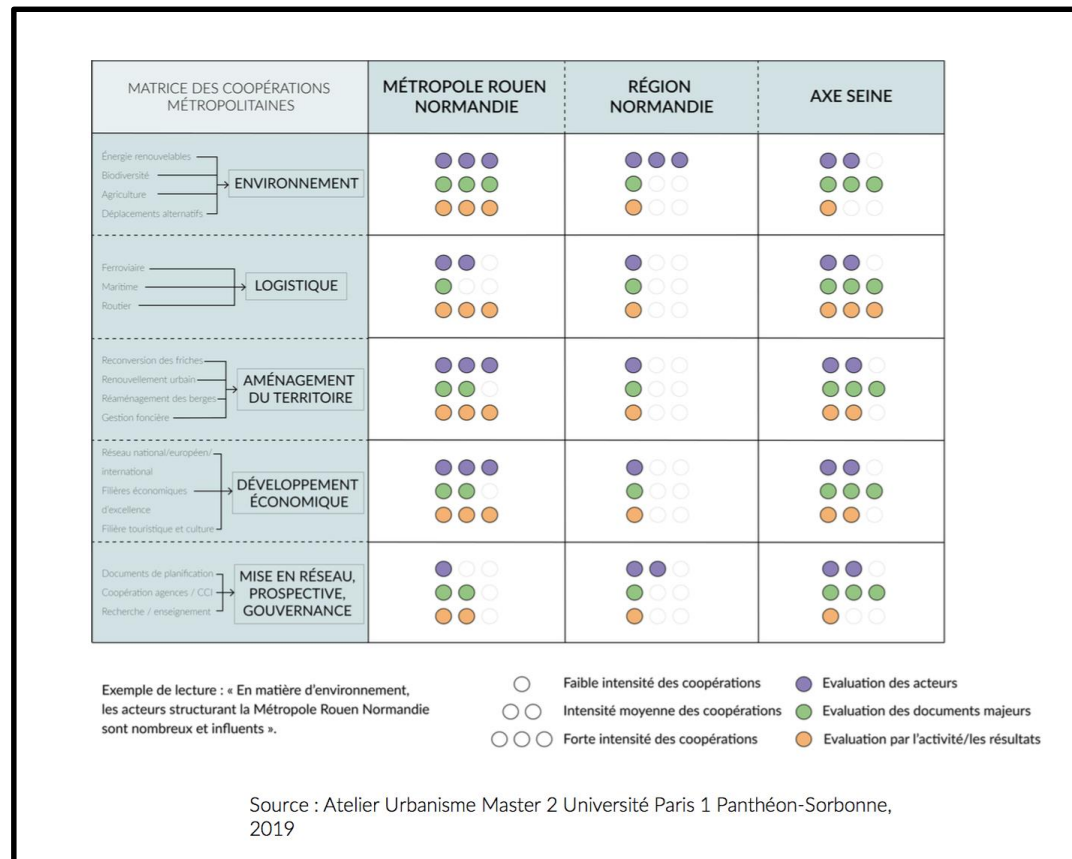 MATRICE DES COOPÉRATIONS
MÉTROPOLITAINES
MÉTROPOLE ROUEN
NORMANDIE
RÉGION
NORMANDIE
AXE SEINE
Énergie renouvelables
Biodiversité
Agriculture
Déplacements alternatifs
ENVIRONNEMENT
Ferroviaire
Maritime
Routier
LOGISTIQUE
Reconversion des friches
Renouvellement urbain
Réaménagement des berges
Gestion foncière
AMÉNAGEMENT
DU TERRITOIRE
Réseau national/européen/
international
Filières économiques
d'excellence
Filière touristique et culture
DÉVELOPPEMENT
ÉCONOMIQUE
Documents de planification
Coopération agences / CCI
Recherche / enseignement
MISE EN RÉSEAU,
PROSPECTIVE,
GOUVERNANCE
Exemple de lecture : « En matière d'environnement,
les acteurs structurant la Métropole Rouen Normandie
sont nombreux et influents ».
Faible intensité des coopérations
Intensité moyenne des coopérations
Forte intensité des coopérations
Evaluation des acteurs
Evaluation des documents majeurs
Evaluation par l'activité/les résultats
Source : Atelier Urbanisme Master 2 Université Paris 1 Panthéon-Sorbonne,
2019